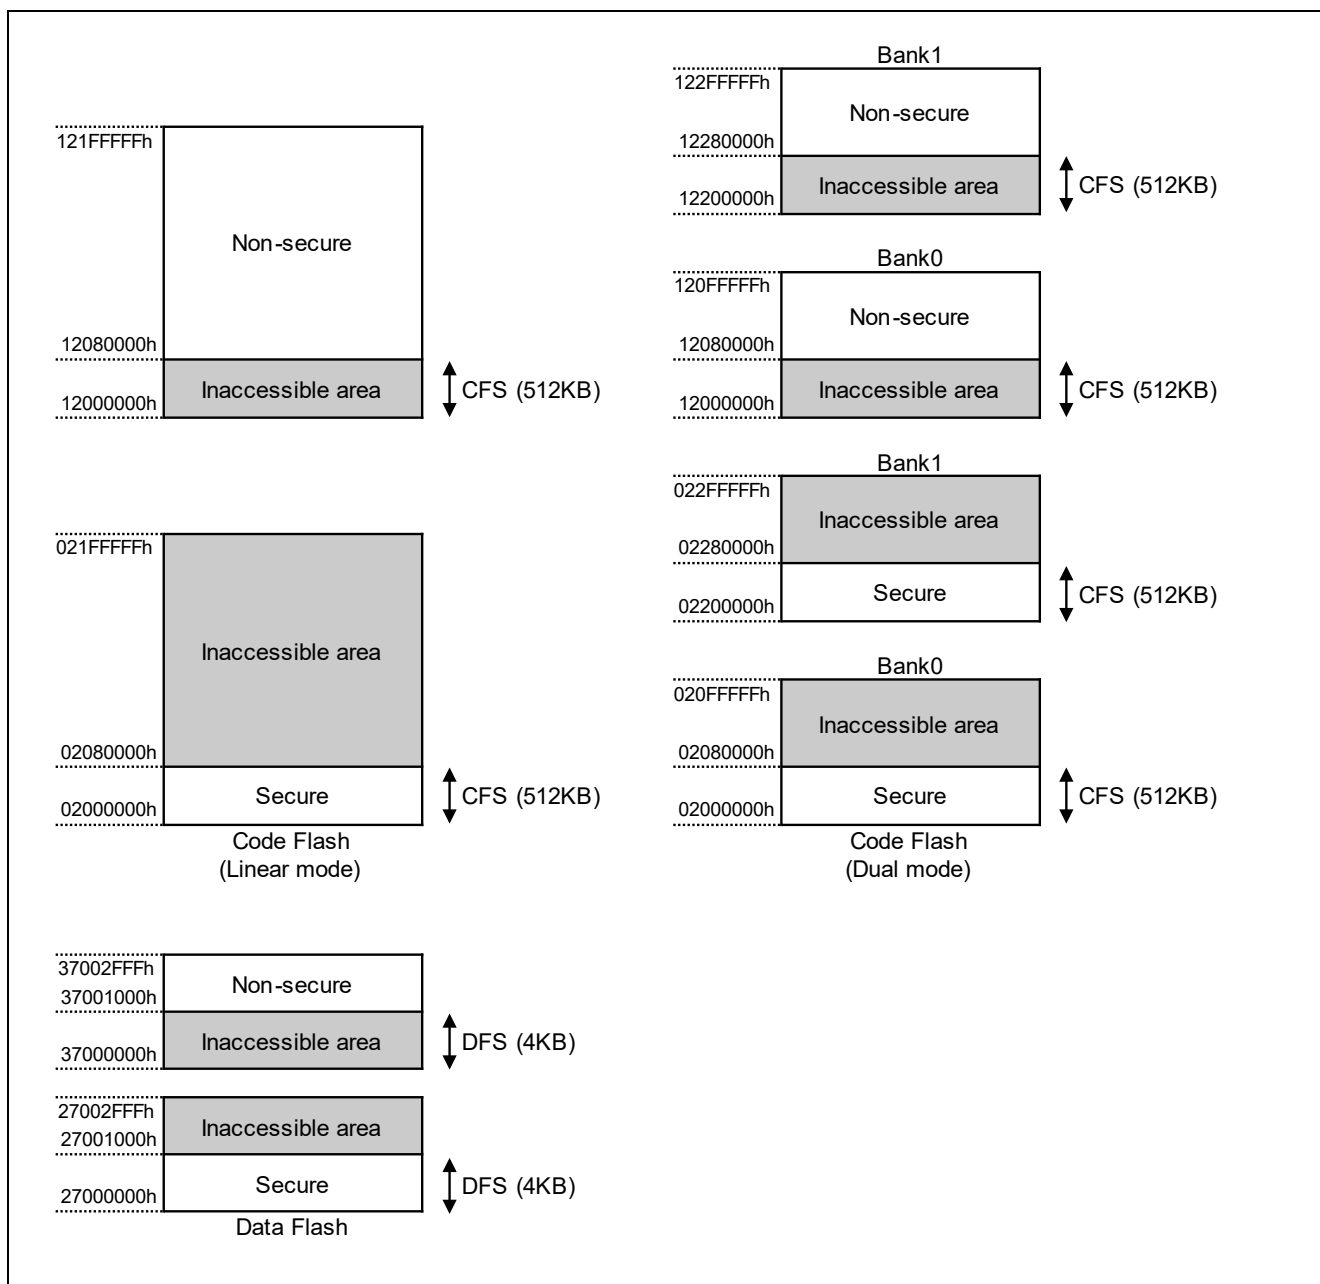 121FFFFFh
Non-secure
12080000h
Inaccessible area
CFS (512KB)
12000000h
021FFFFFh
Inaccessible area
02080000h
Secure
CFS (512KB)
02000000h
Code Flash
(Linear mode)
Bank1
122FFFFFh
Non-secure
12280000h
Inaccessible area
CFS (512KB)
12200000h
Bank0
120FFFFFh
Non-secure
12080000h
Inaccessible area
CFS (512KB)
12000000h
Bank1
022FFFFFh
Inaccessible area
02280000h
Secure
CFS (512KB)
02200000h
Bank0
020FFFFFh
Inaccessible area
02080000h
Secure
CFS (512KB)
02000000h
Code Flash
(Dual mode)
37002FFFh
Non-secure
37001000h
Inaccessible area
DFS (4KB)
37000000h
27002FFFh
Inaccessible area
27001000h
Secure
DFS (4KB)
27000000h
Data Flash